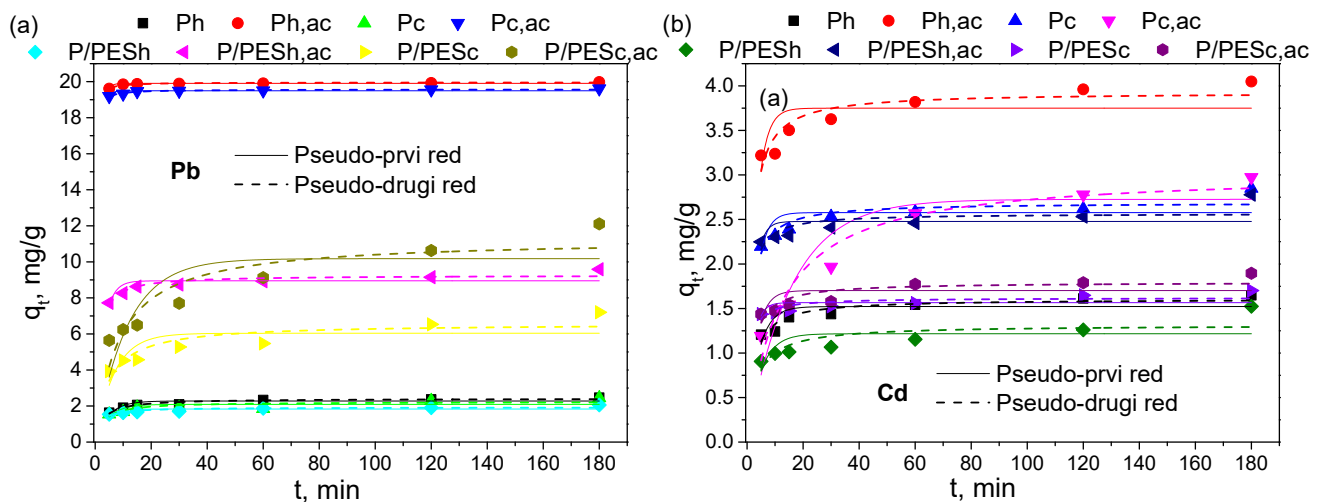 (a)
Ph Ph,ac Pc Pc,ac
P/PESh P/PESh,ac P/PESc P/PESc,ac
20
18
16
14
12
10
8
6
4
2
0
qt, mg/g
Pb
Pseudo-prvi red
Pseudo-drugi red
0 20 40 60 80 100 120 140 160 180
t, min
(b)
Ph Ph,ac Pc Pc,ac
P/PESh P/PESh,ac P/PESc P/PESc,ac
(a)
4.0
3.5
3.0
2.5
2.0
1.5
1.0
0.5
0.0
qt, mg/g
Cd
Pseudo-prvi red
Pseudo-drugi red
0 20 40 60 80 100 120 140 160 180
t, min